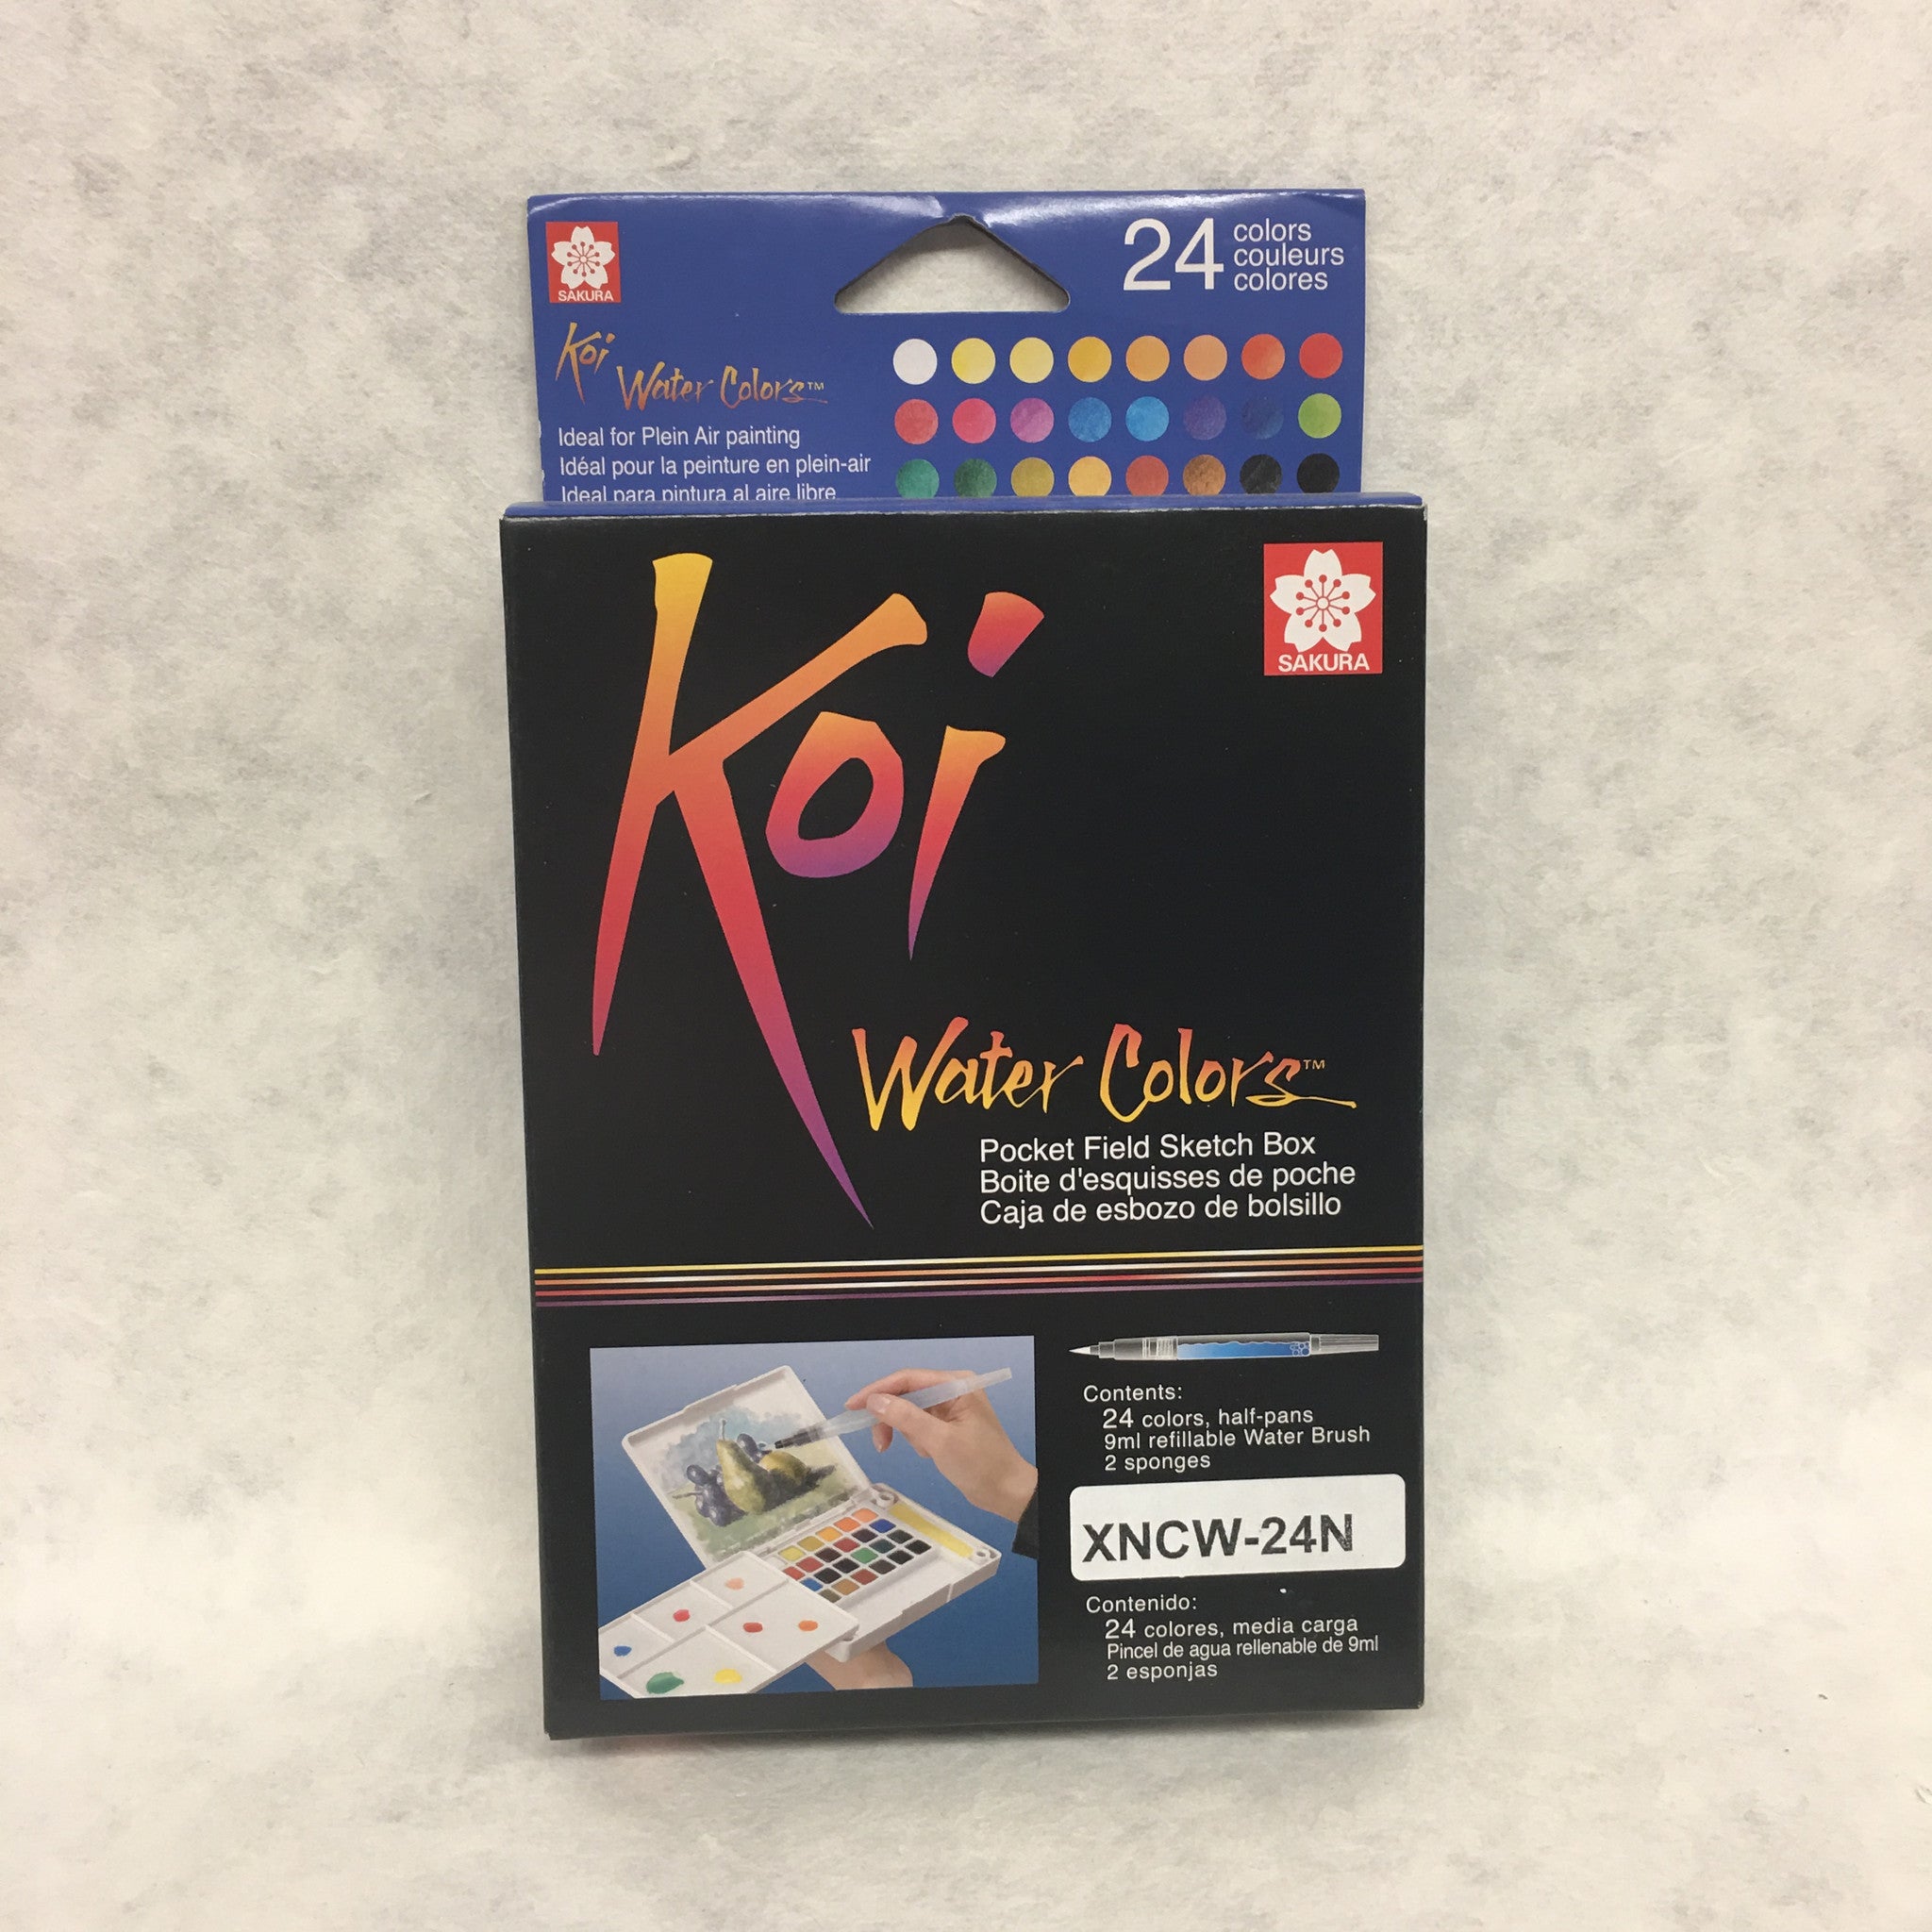 SAKURA
24 colors
couleurs
colores
Koi
Water Colors™
Ideal for Plein Air painting
Idéal pour la peinture en plein-air
Ideal para pintura al aire libre
Koi
SAKURA
Water Colors™
Pocket Field Sketch Box
Boite d'esquisses de poche
Caja de esbozo de bolsillo
Contents:
24 colors, half-pans
9ml refillable Water Brush
2 sponges
XNCW-24N
Contenido:
24 colores, media carga
Pincel de agua rellenable de 9ml
2 esponjas